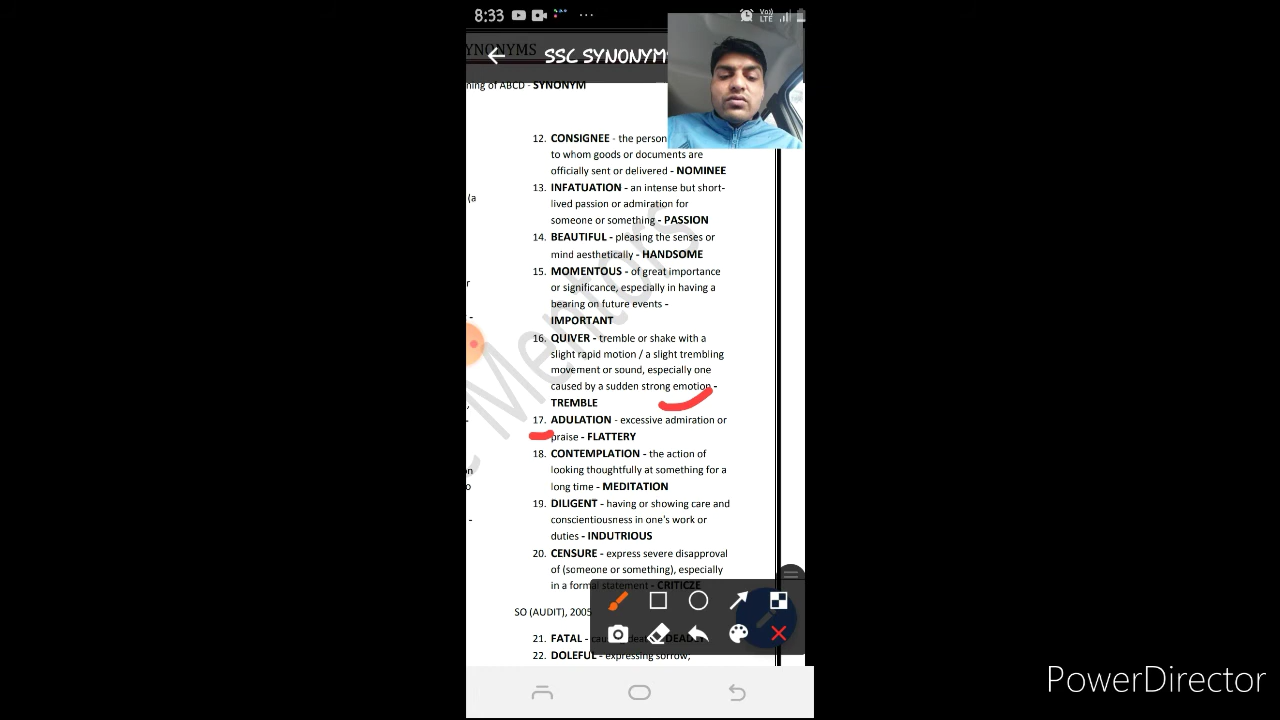 8:33
Vo)) LTE
YNONYMS
SSC SYNONYM
ning of ABCD - SYNONYM
12. CONSIGNEE - the person
to whom goods or documents are
officially sent or delivered - NOMINEE
13. INFATUATION - an intense but short-
lived passion or admiration for
someone or something - PASSION
14. BEAUTIFUL - pleasing the senses or
mind aesthetically - HANDSOME
15. MOMENTOUS - of great importance
or significance, especially in having a
bearing on future events -
IMPORTANT
16. QUIVER - tremble or shake with a
slight rapid motion / a slight trembling
movement or sound, especially one
caused by a sudden strong emotion -
TREMBLE
17. ADULATION - excessive admiration or
praise - FLATTERY
18. CONTEMPLATION - the action of
looking thoughtfully at something for a
long time - MEDITATION
19. DILIGENT - having or showing care and
conscientiousness in one's work or
duties - INDUTRIOUS
20. CENSURE - express severe disapproval
of (someone or something), especially
in a formal statement - CRITICZE
SO (AUDIT), 2005
21. FATAL - DEADLY
22. DOLEFUL - expressing sorrow;
Mentors
PowerDirector